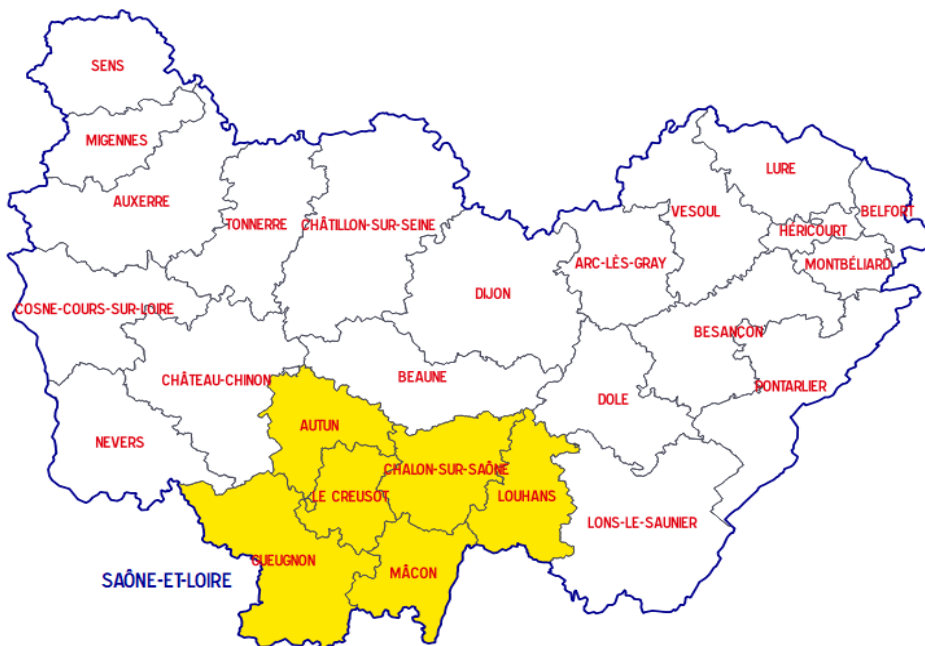 SENS
MIGENNES
LURE
AUXERRE
BELFORT
VESOUL
TONNERRE
CHÂTILLON-SUR-SEINE
HÉRICOURT
ARC-LÈS-GRAY
MONTBÉLIARD
DIJON
COSNE-COURS-SUR-LOIRE
BESANÇON
CHÂTEAU-CHINON
BEAUNE
PONTARLIER
DOLE
AUTUN
NEVERS
CHALON-SUR-SAÔNE
LE CREUSOT
LOUHANS
LONS-LE-SAUNIER
GUEUGNON
MÂCON
SAÔNE-ET-LOIRE